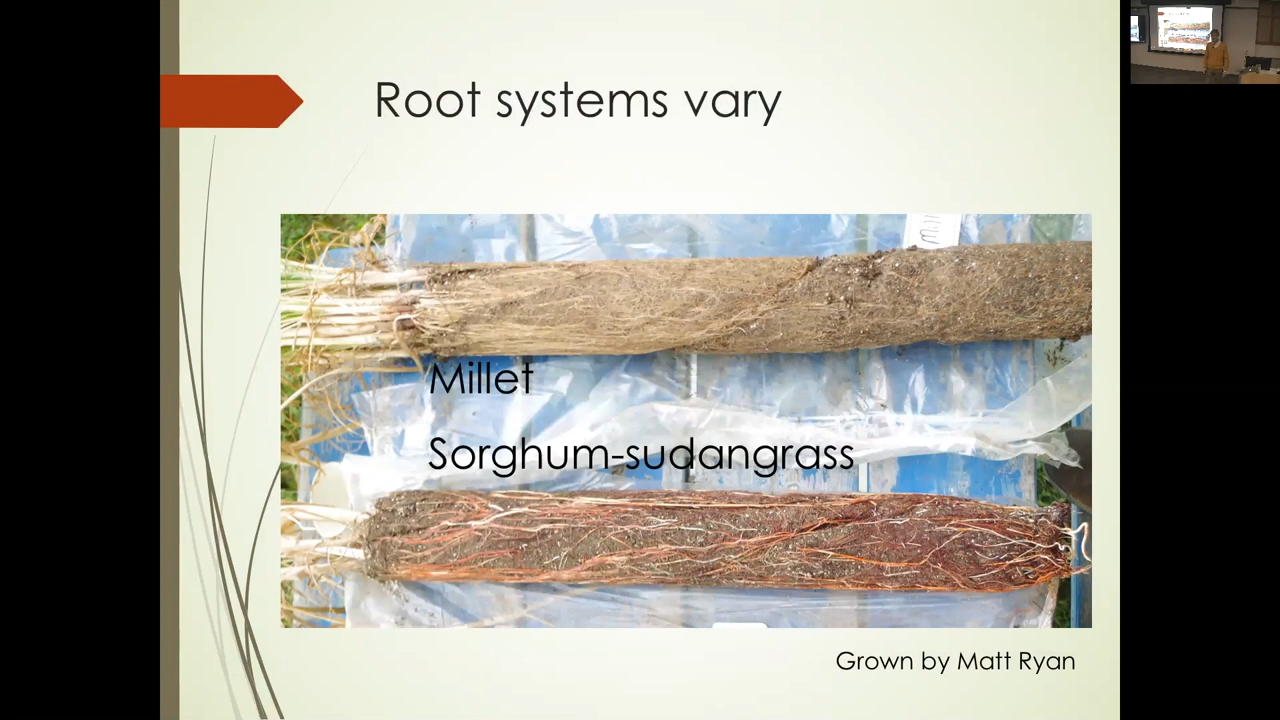 Root systems vary
Millet
Sorghum-sudangrass
Grown by Matt Ryan